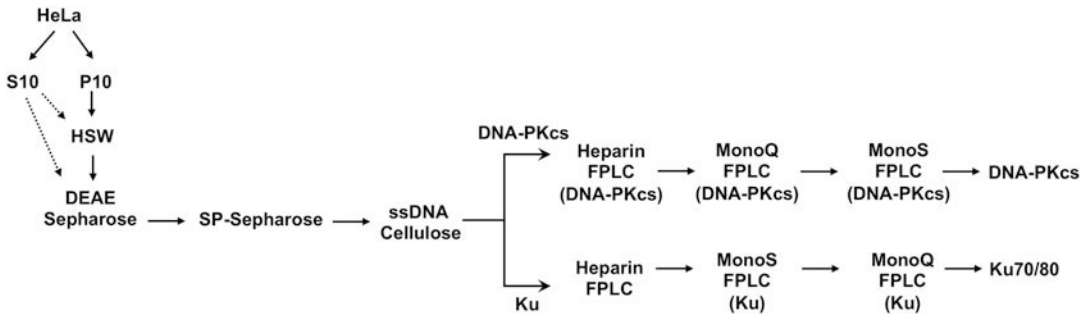 HeLa
S10
P10
HSW
DEAE
Sepharose
SP-Sepharose
ssDNA
Cellulose
DNA-PKcs
Heparin
FPLC
(DNA-PKcs)
MonoQ
FPLC
(DNA-PKcs)
MonoS
FPLC
(DNA-PKcs)
DNA-PKcs
Ku
Heparin
FPLC
MonoS
FPLC
(Ku)
MonoQ
FPLC
(Ku)
Ku70/80